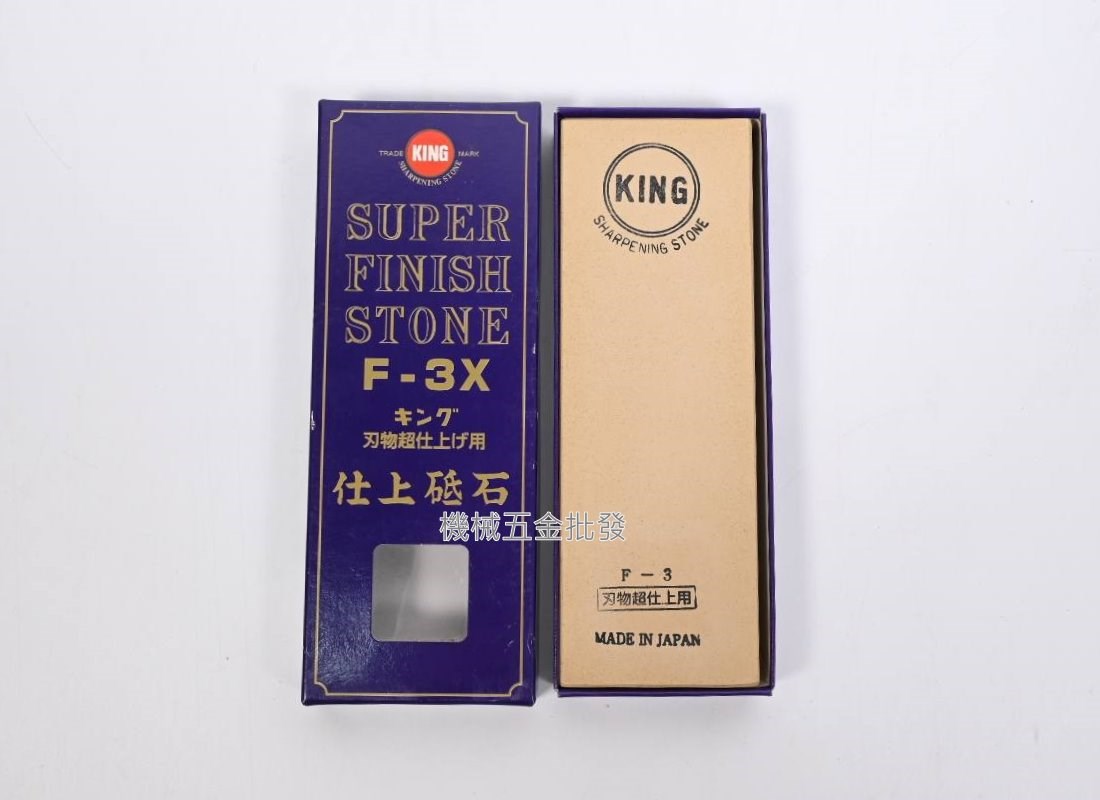 TRADE KING MARK
SHARPENING STONE
SUPER
FINISH
STONE
F-3X
キング
刃物超仕上げ用
仕上砥石
機械五金批發
KING
SHARPENING STONE
F-3
刃物超仕上用
MADE IN JAPAN